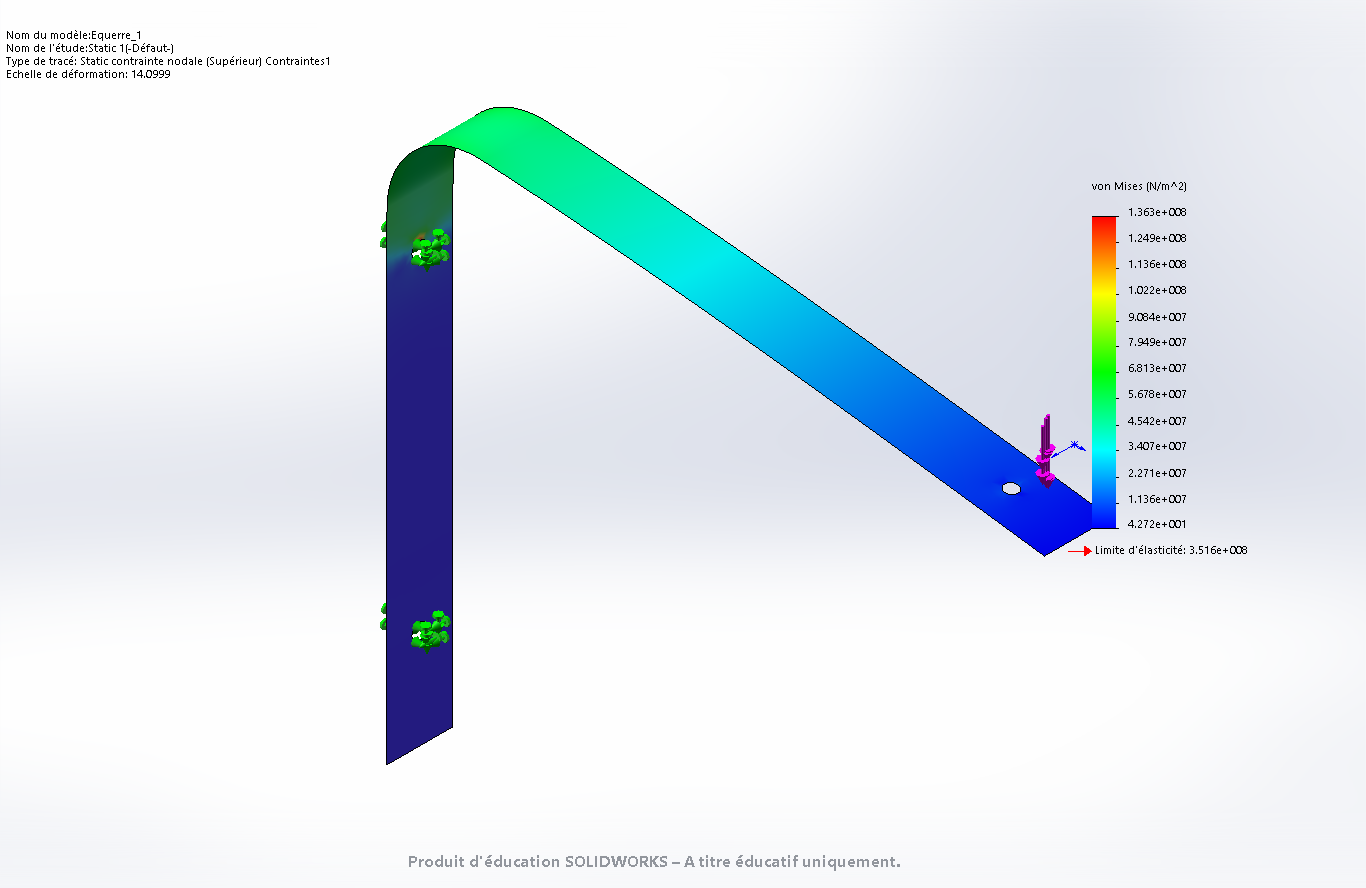 Nom du modèle:Equerre_1
Nom de l'étude:Static 1(-Défaut-)
Type de tracé: Static contrainte nodale (Supérieur) Contraintes1
Echelle de déformation: 14.0999
von Mises (N/m^2)
1.363e+008
1.249e+008
1.136e+008
1.022e+008
9.084e+007
7.949e+007
6.813e+007
5.678e+007
4.542e+007
3.407e+007
2.271e+007
1.136e+007
4.272e+001
Limite d'élasticité: 3.516e+008
Produit d'éducation SOLIDWORKS – A titre éducatif uniquement.